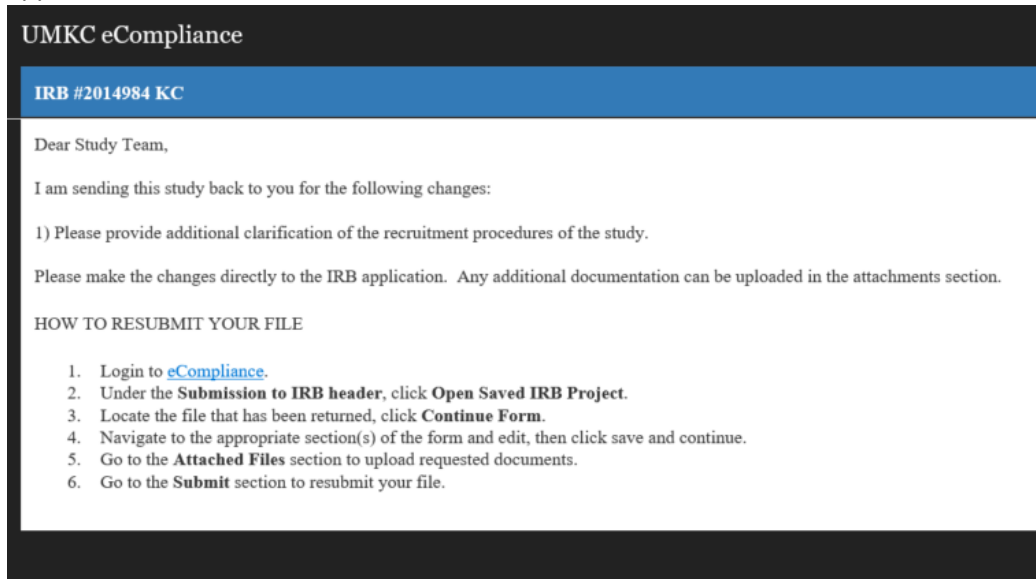 UMKC eCompliance
IRB #2014984 KC
Dear Study Team,
I am sending this study back to you for the following changes:
1) Please provide additional clarification of the recruitment procedures of the study.
Please make the changes directly to the IRB application.  Any additional documentation can be uploaded in the attachments section.
HOW TO RESUBMIT YOUR FILE
1. Login to eCompliance.
2. Under the Submission to IRB header, click Open Saved IRB Project.
3. Locate the file that has been returned, click Continue Form.
4. Navigate to the appropriate section(s) of the form and edit, then click save and continue.
5. Go to the Attached Files section to upload requested documents.
6. Go to the Submit section to resubmit your file.